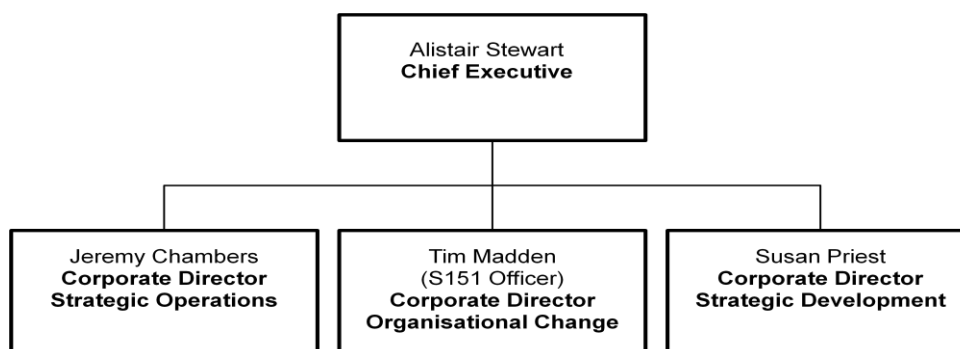 Alistair Stewart
Chief Executive
Jeremy Chambers
Corporate Director
Strategic Operations
Tim Madden
(S151 Officer)
Corporate Director
Organisational Change
Susan Priest
Corporate Director
Strategic Development